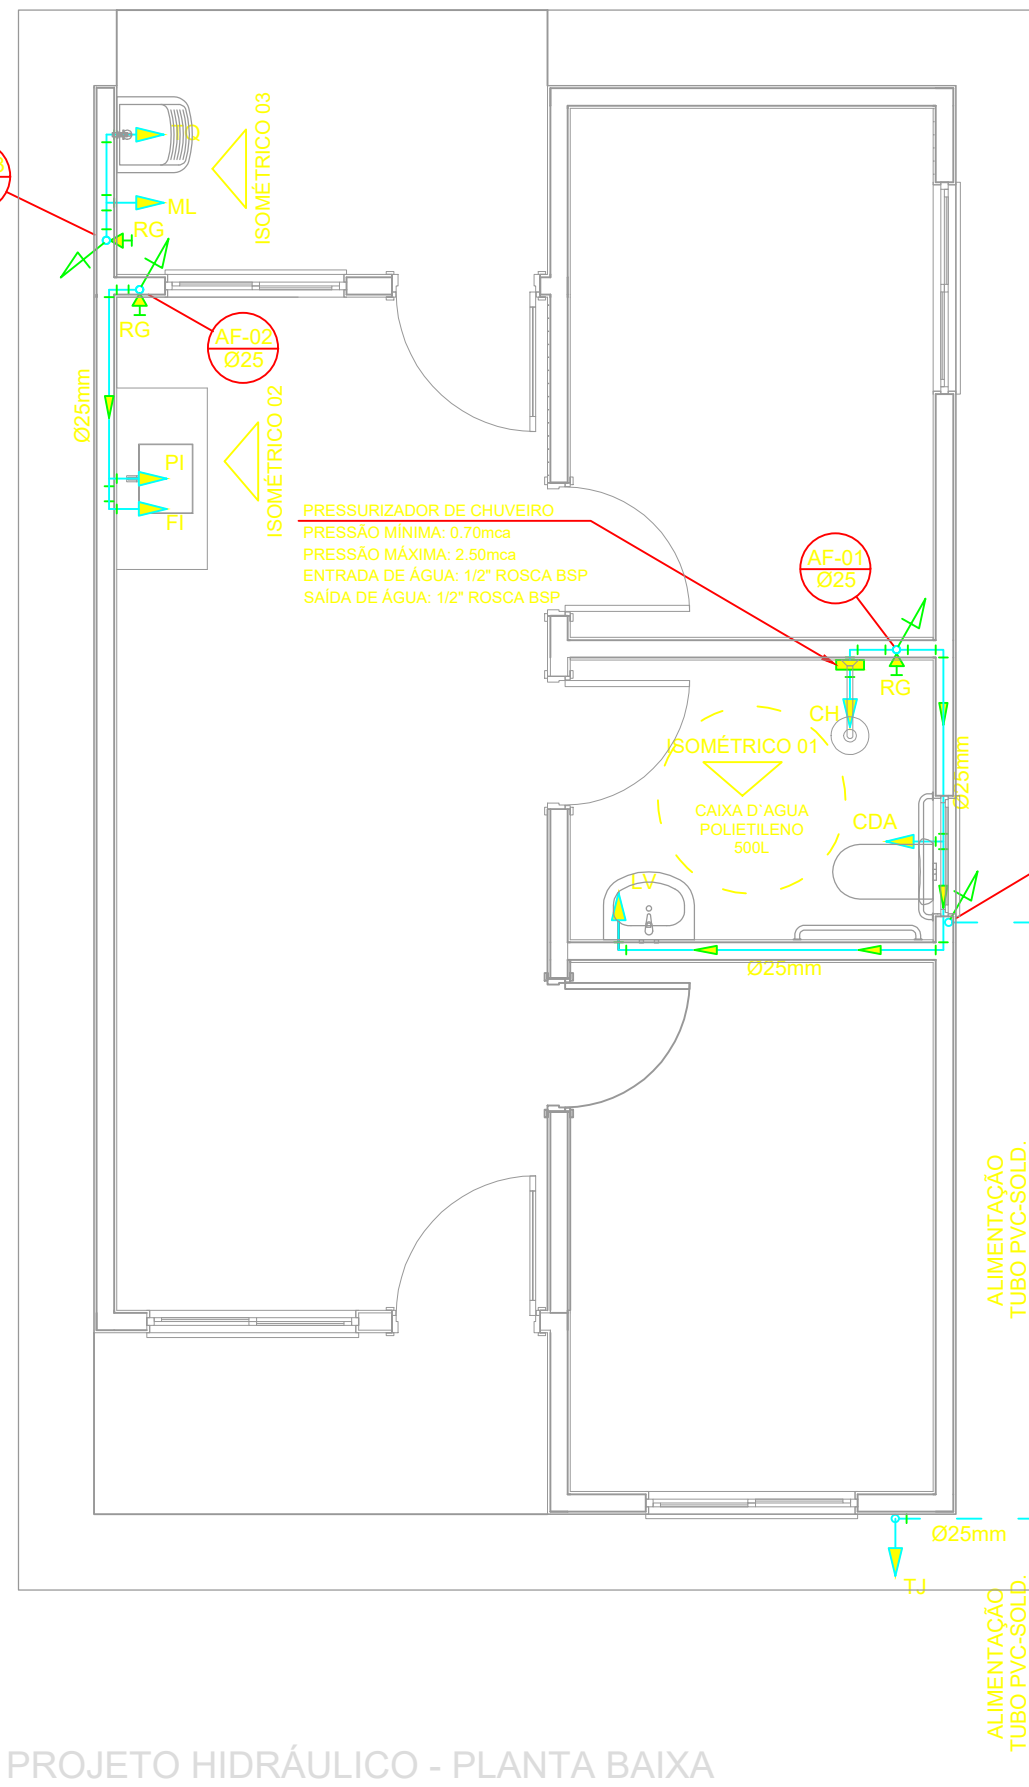 TQ
ML
RG
ISOMÉTRICO 03
RG
AF-02
Ø25
Ø25mm
ISOMÉTRICO 02
PI
FI
PRESSURIZADOR DE CHUVEIRO
PRESSÃO MÍNIMA: 0.70mca
PRESSÃO MÁXIMA: 2.50mca
ENTRADA DE ÁGUA: 1/2" ROSCA BSP
SAÍDA DE ÁGUA: 1/2" ROSCA BSP
AF-01
Ø25
RG
CH
ISOMÉTRICO 01
CAIXA D`AGUA
POLIETILENO
500L
CDA
Ø25mm
LV
Ø25mm
ALIMENTAÇÃO
TUBO PVC-SOLD.
Ø25mm
TJ
ALIMENTAÇÃO
TUBO PVC-SOLD.
PROJETO HIDRÁULICO - PLANTA BAIXA